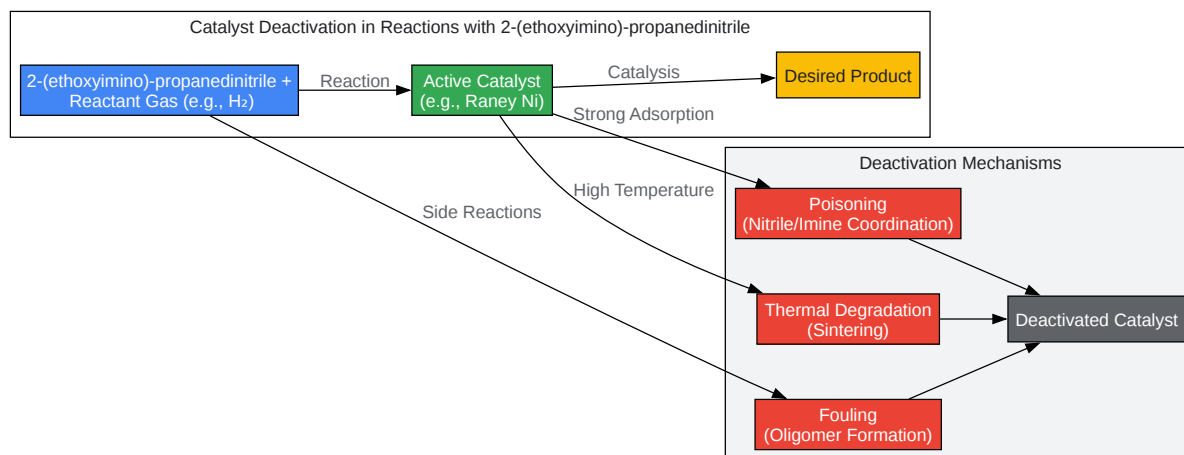 Catalyst Deactivation in Reactions with 2-(ethoxyimino)-propanedinitrile
2-(ethoxyimino)-propanedinitrile +
Reactant Gas (e.g., H₂)
Reaction
Active Catalyst
(e.g., Raney Ni)
Catalysis
Desired Product
Strong Adsorption
High Temperature
Side Reactions
Deactivation Mechanisms
Poisoning
(Nitrile/Imine Coordination)
Thermal Degradation
(Sintering)
Deactivated Catalyst
Fouling
(Oligomer Formation)